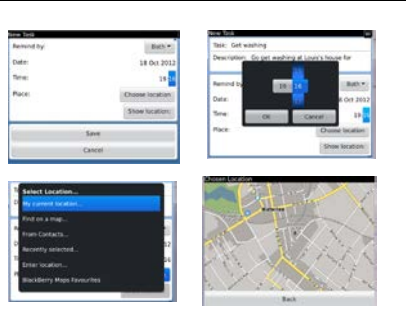 New Task
Remind by: Both
Date: 18 Oct 2012
Time: 19
Place: Choose location
Show location
Save
Cancel
New Task
Task: Get washing
Description: Go get washing at Louis's house for
Remind by Both
Date: 8 Oct 2012
Time: 19
19 : 16
OK Cancel
Place: Choose location
Show location
Select Location...
My current location...
Find on a map...
From Contacts...
Recently selected...
Enter location...
BlackBerry Maps Favourites
Chosen Location
Back